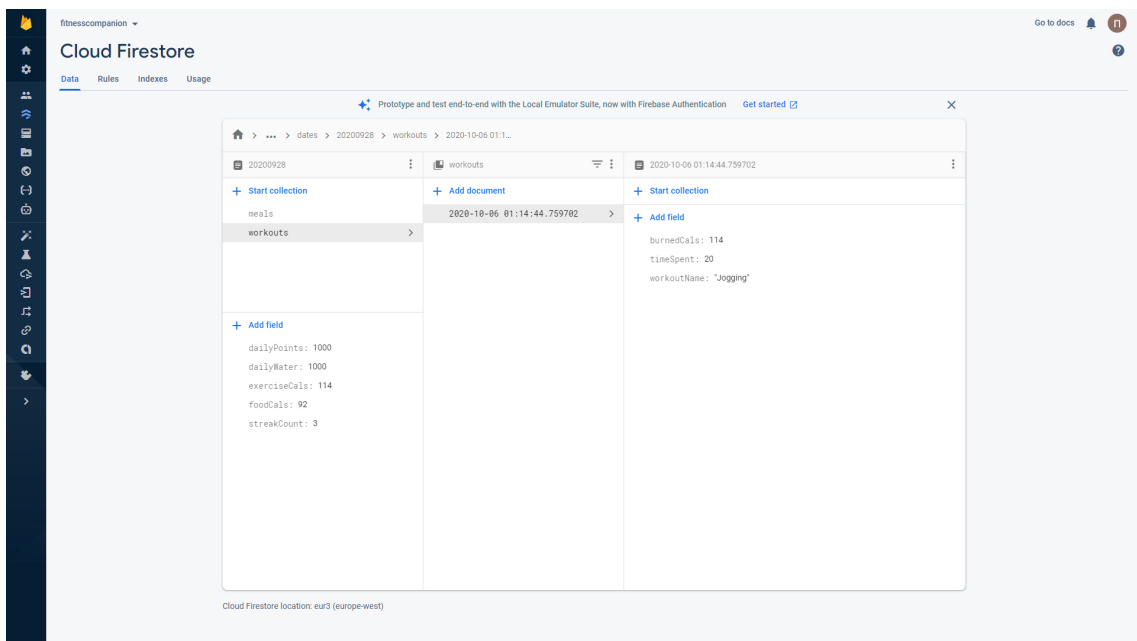 fitnesscompanion
Go to docs
П
Cloud Firestore
Data Rules Indexes Usage
Prototype and test end-to-end with the Local Emulator Suite, now with Firebase Authentication Get started
> ... > dates > 20200928 > workouts > 2020-10-06 01:1...
20200928
+ Start collection
meals
workouts
+ Add field
dailyPoints: 1000
dailyWater: 1000
exerciseCals: 114
foodCals: 92
streakCount: 3
workouts
+ Add document
2020-10-06 01:14:44.759702
2020-10-06 01:14:44.759702
+ Start collection
+ Add field
burnedCals: 114
timeSpent: 20
workoutName: "Jogging"
Cloud Firestore location: eur3 (europe-west)